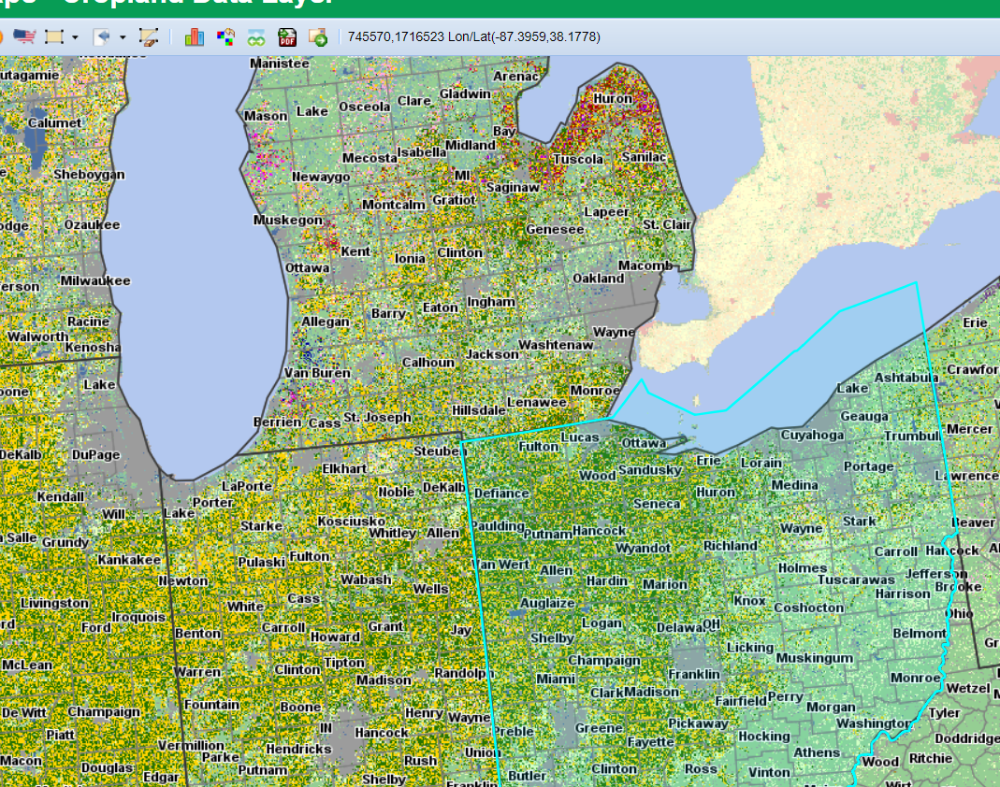 Cropland Data Layer
745570,1716523 Lon/Lat(-87.3959,38.1778)
PDF
Manistee
Arenac
Calumet
Mason
Lake
Osceola
Clare
Gladwin
Huron
Bay
Sheboygan
Mecosta
Isabella
Midland
Tuscola
Sanilac
Newaygo
MI
Saginaw
Ozaukee
Muskegon
Montcalm
Gratiot
Lapeer
Genesee
St. Clair
Kent
Ionia
Clinton
Milwaukee
Ottawa
Oakland
Macomb
Racine
Barry
Eaton
Ingham
Walworth
Kenosha
Allegan
Wayne
Erie
Washtenaw
Jackson
Calhoun
Van Buren
Crawfor
Lake
Monroe
Lake
Ashtabula
Berrien
Cass
St. Joseph
Hillsdale
Lenawee
Geauga
DeKalb
DuPage
Steuben
Fulton
Lucas
Ottawa
Cuyahoga
Trumbull
Mercer
Elkhart
Wood
Sandusky
Erie
Lorain
Portage
Lawrence
Kendall
Will
LaPorte
Porter
Lake
Noble
DeKalb
Defiance
Huron
Medina
Seneca
La Salle
Grundy
Starke
Kosciusko
Whitley
Allen
Paulding
Putnam
Hancock
Wayne
Stark
Beaver
Kankakee
Pulaski
Fulton
Wyandot
Richland
Carroll
Hancock
Newton
Wabash
Van Wert
Allen
Holmes
Tuscarawas
Jefferson
Livingston
White
Cass
Wells
Hardin
Marion
Harrison
Brooke
Auglaize
Knox
Coshocton
Ohio
Ford
Iroquois
Benton
Carroll
Howard
Grant
Jay
Logan
Delawa
OH
Belmont
Shelby
Licking
McLean
Warren
Clinton
Tipton
Madison
Randolph
Champaign
Miami
Franklin
Muskingum
Monroe
Wetzel
Clark
Madison
Fairfield
Perry
Morgan
De Witt
Champaign
Fountain
Boone
Henry
Wayne
Tyler
Piatt
IN
Hancock
Preble
Greene
Pickaway
Hocking
Washington
Doddridge
Vermillion
Hendricks
Fayette
Macon
Douglas
Parke
Putnam
Rush
Union
Athens
Wood
Ritchie
Edgar
Shelby
Franklin
Butler
Clinton
Ross
Vinton
Wirt